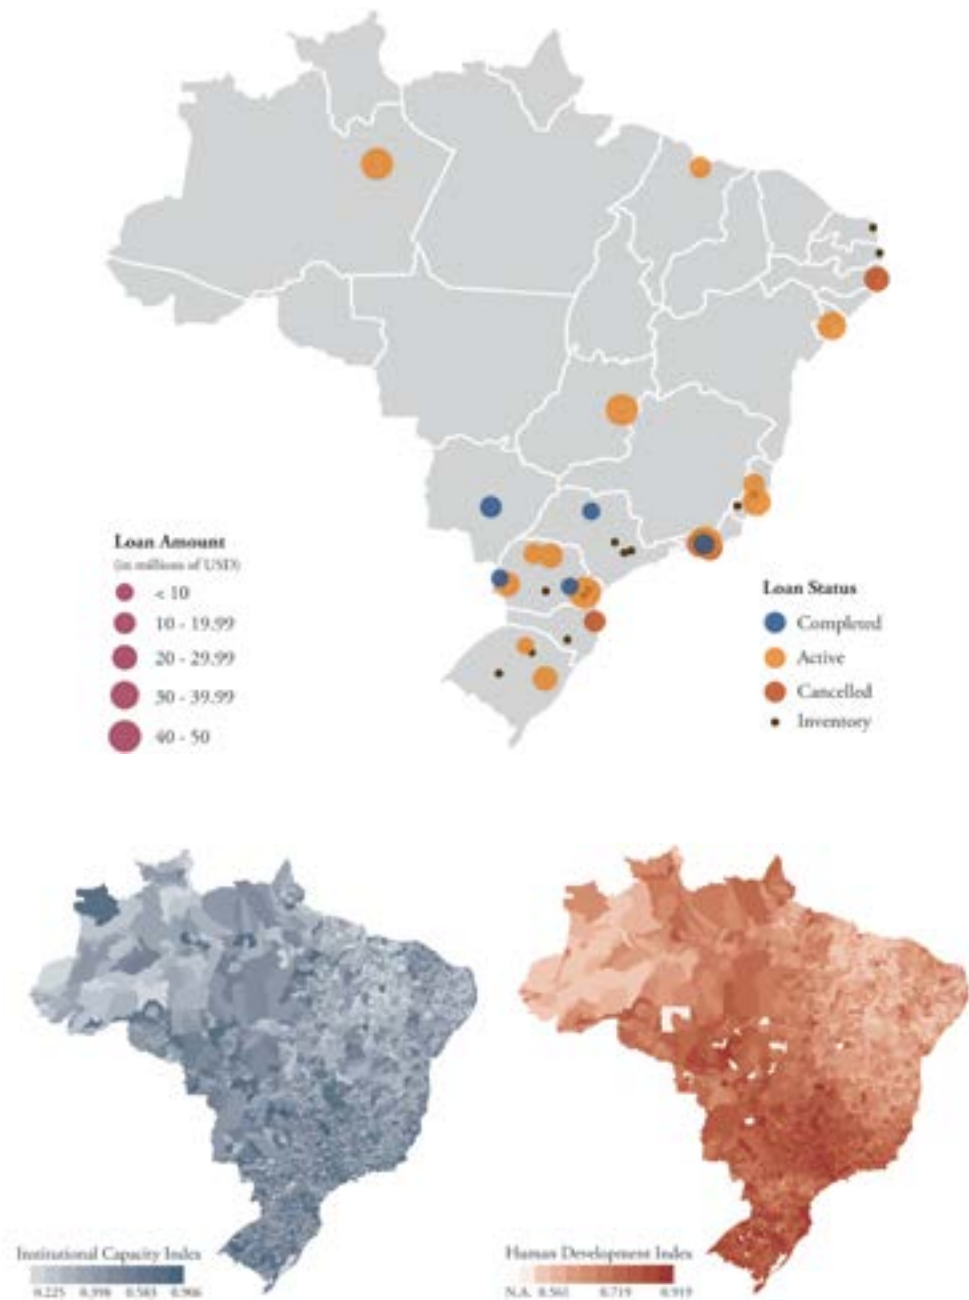 Loan Amount
(in millions of USD)
< 10
10 - 19.99
20 - 29.99
30 - 39.99
40 - 50
Loan Status
Completed
Active
Cancelled
Inventory
Institutional Capacity Index
0.225 0.398 0.503 0.906
Human Development Index
N.A. 0.561 0.719 0.919